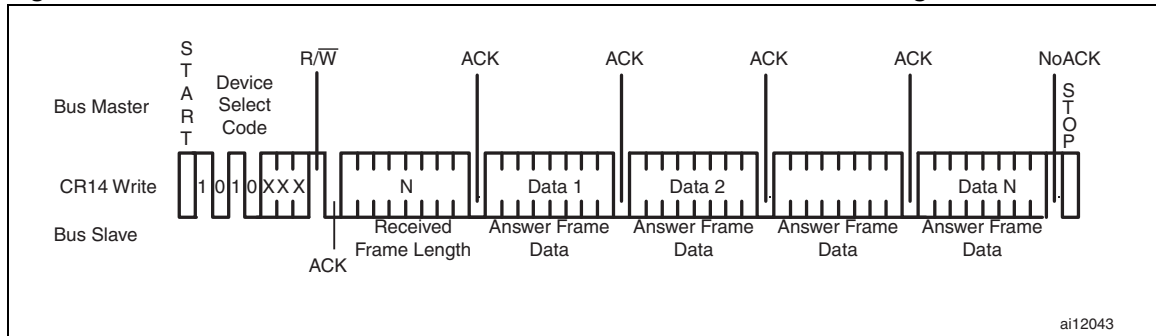 START
Device
Select
Code
R/W̅
ACK
ACK
ACK
ACK
NoACK
STOP
Bus Master
CR14 Write
1 0 1 0 X X X
N
Data 1
Data 2
Data N
Bus Slave
ACK
Received
Frame Length
Answer Frame
Data
Answer Frame
Data
Answer Frame
Data
Answer Frame
Data
ai12043